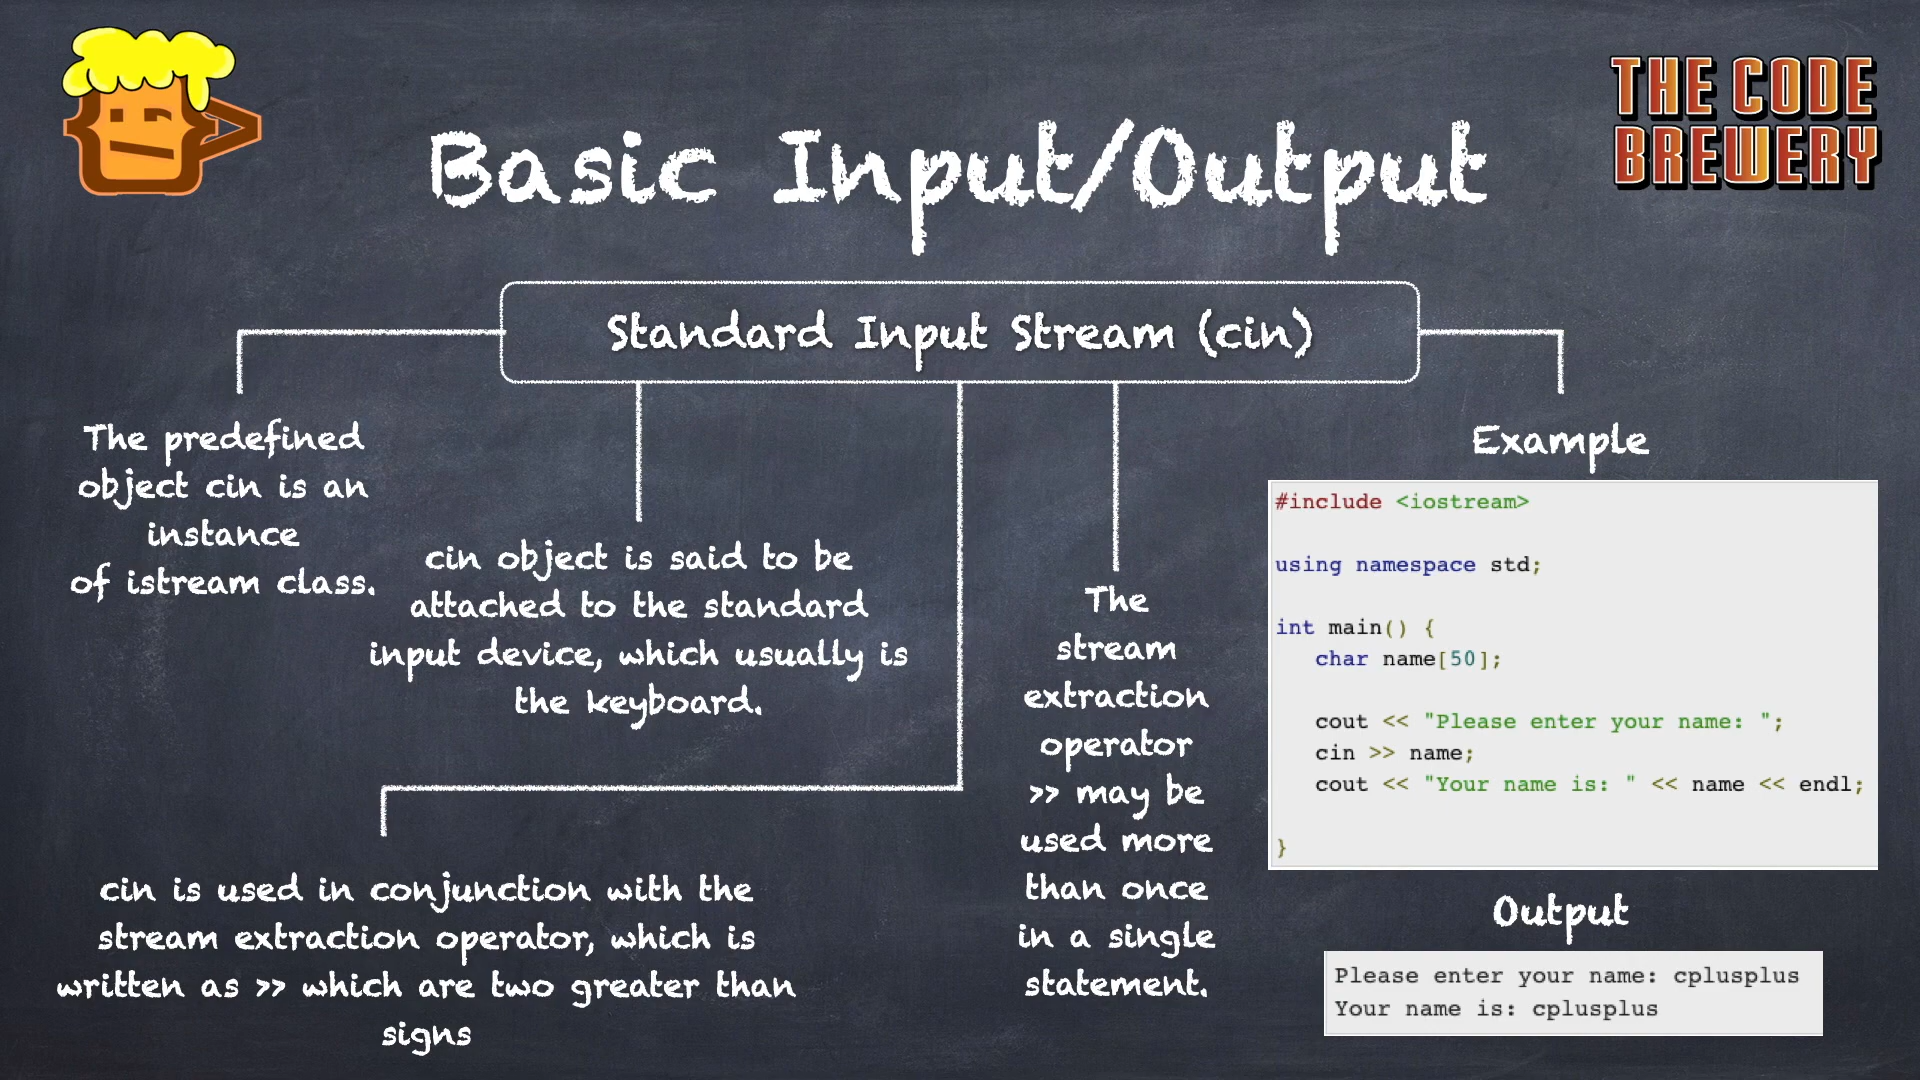 THE CODE
BREWERY
Basic Input/Output
Standard Input Stream (cin)
The predefined
object cin is an
instance
of istream class.
cin object is said to be
attached to the standard
input device, which usually is
the keyboard.
cin is used in conjunction with the
stream extraction operator, which is
written as >> which are two greater than
signs
The
stream
extraction
operator
>> may be
used more
than once
in a single
statement.
Example
#include <iostream>
using namespace std;
int main() {
char name[50];
cout << "Please enter your name: ";
cin >> name;
cout << "Your name is: " << name << endl;
}
Output
Please enter your name: cplusplus
Your name is: cplusplus